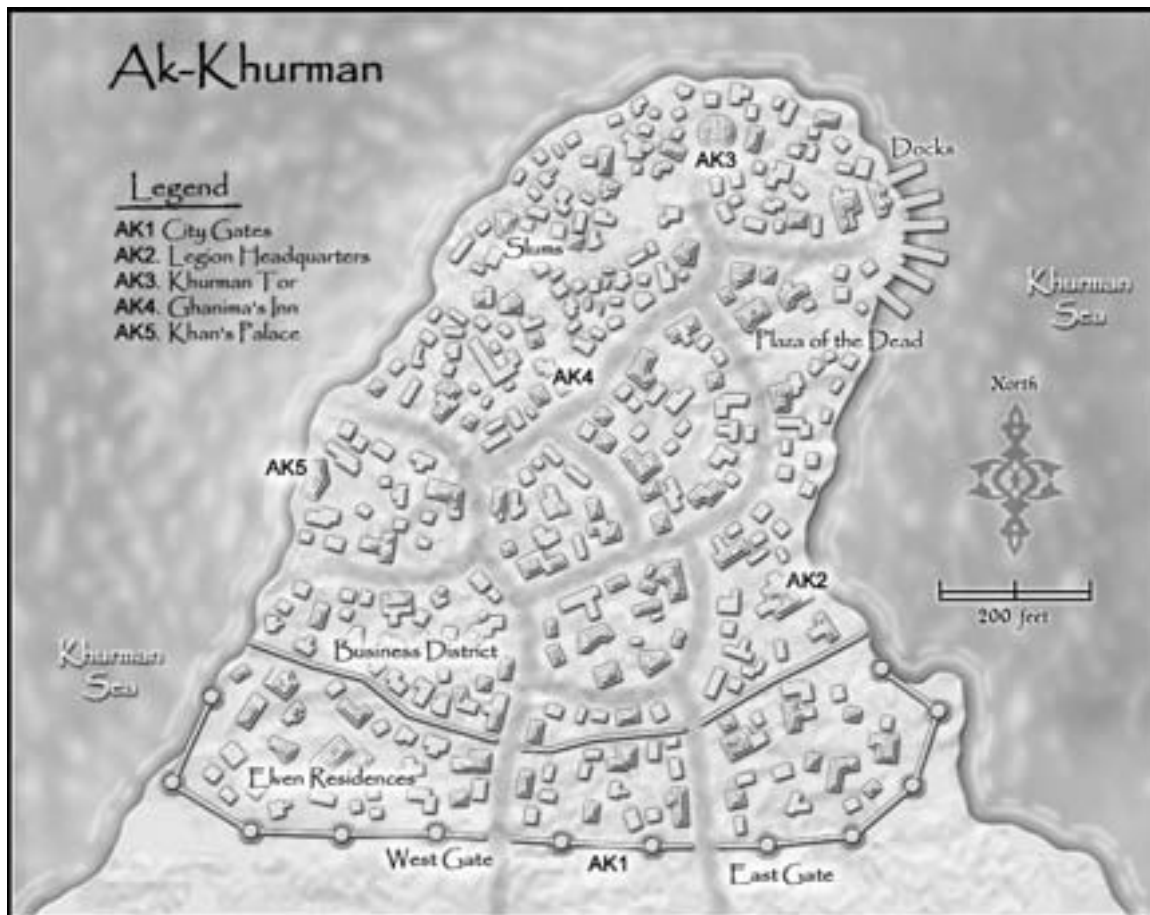 Ak-Khurman
Legend
AK1 City Gates
AK2. Legion Headquarters
AK3. Khurman Tor
AK4. Ghanima's Inn
AK5. Khan's Palace
AK3
Docks
Slums
Khurman
Sea
Plaza of the Dead
AK4
North
AK5
AK2
200 feet
Khurman
Sea
Business District
Elven Residences
West Gate
AK1
East Gate